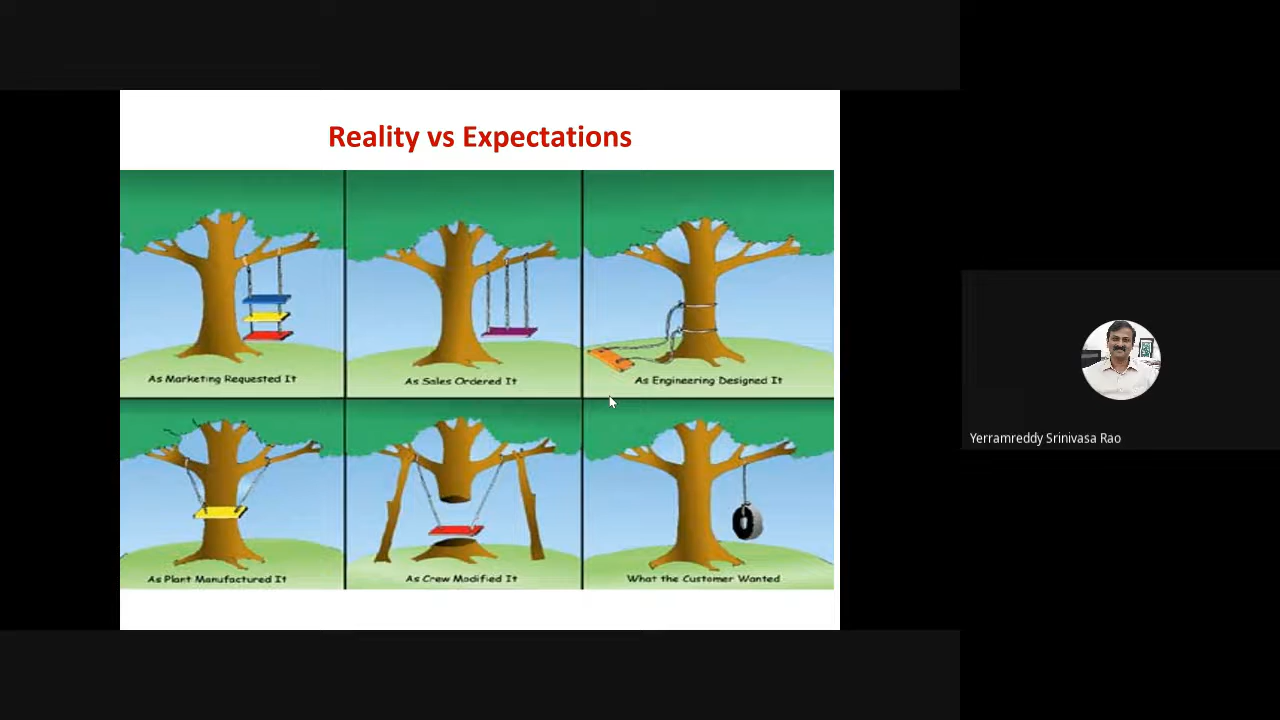 Reality vs Expectations
As Marketing Requested It
As Sales Ordered It
As Engineering Designed It
As Plant Manufactured It
As Crew Modified It
What the Customer Wanted
Yerramreddy Srinivasa Rao